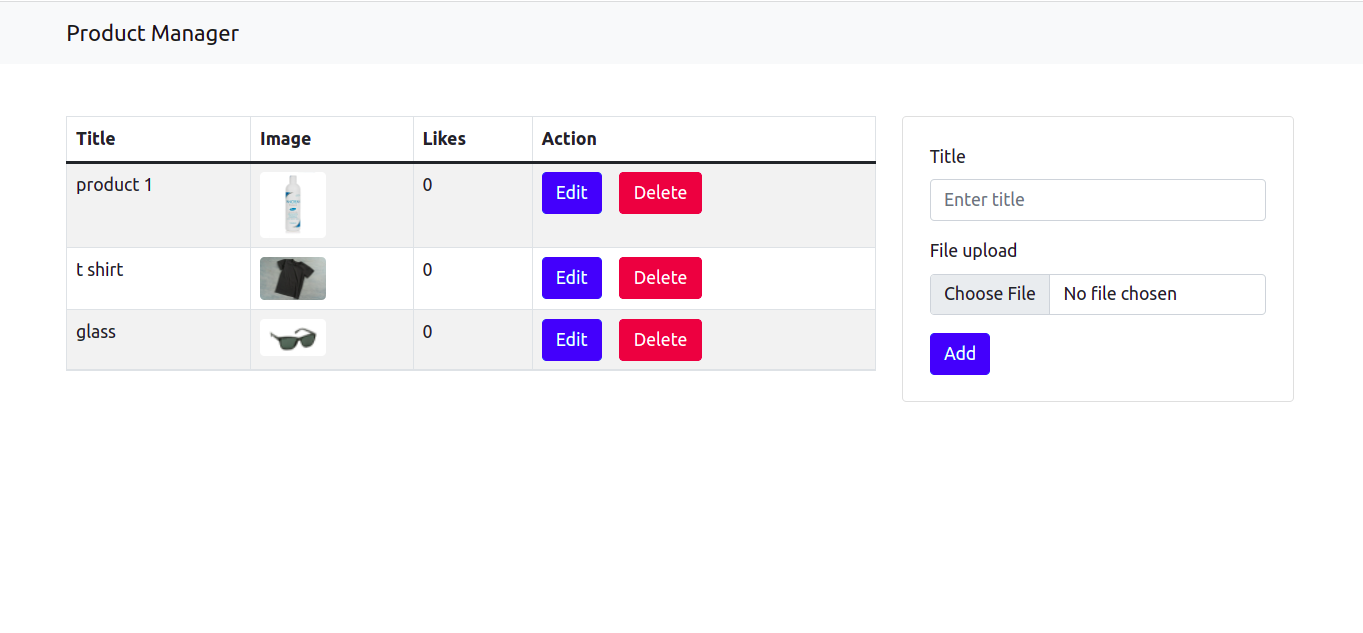 Product Manager
Title Image Likes Action
product 1 0 Edit Delete
t shirt 0 Edit Delete
glass 0 Edit Delete
Title
Enter title
File upload
Choose File No file chosen
Add